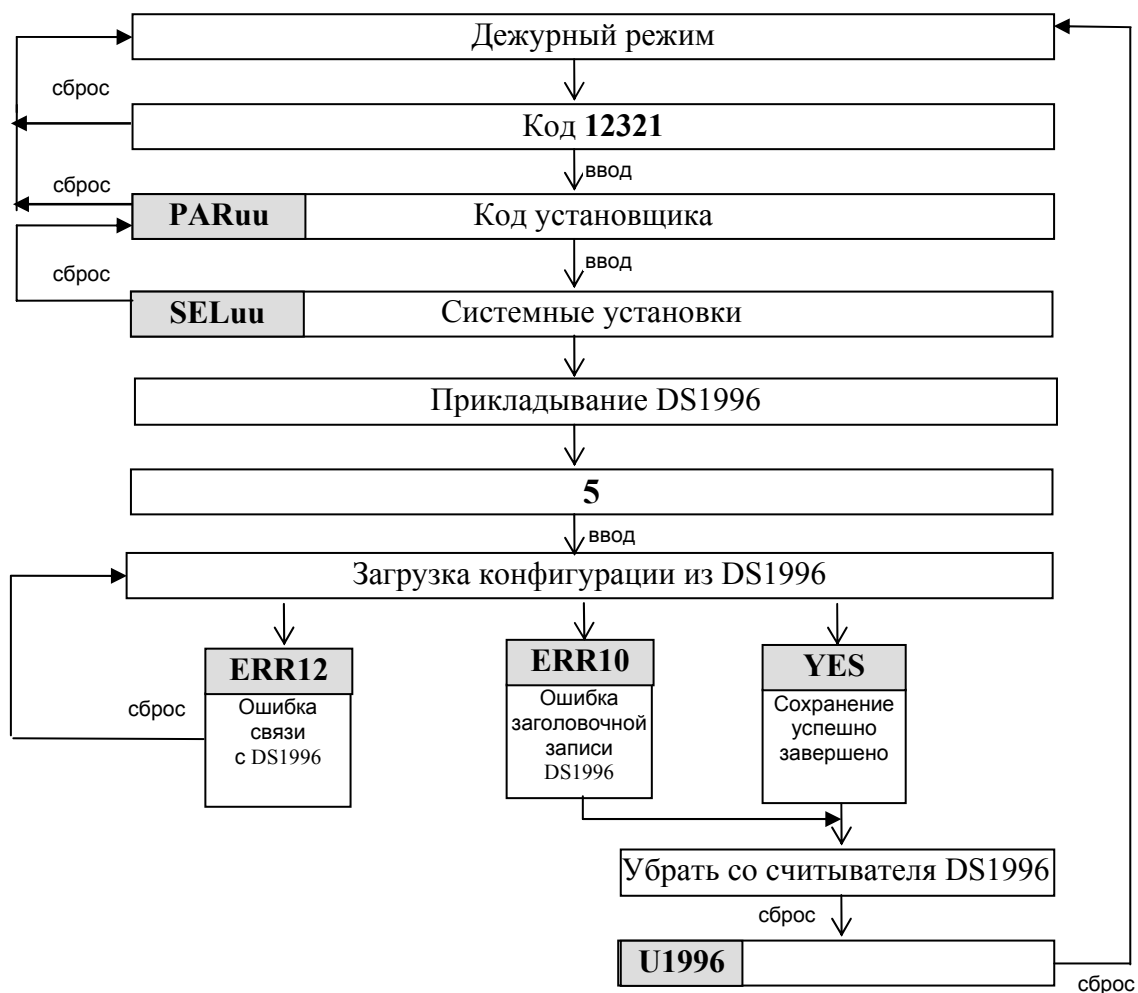 Дежурный режим
сброс
Код 12321
ввод
сброс
PARuu Код установщика
ввод
сброс
SELuu Системные установки
Прикладывание DS1996
5
ввод
Загрузка конфигурации из DS1996
ERR12
Ошибка
связи
с DS1996
сброс
ERR10
Ошибка
заголовочной
записи
DS1996
YES
Сохранение
успешно
завершено
Убрать со считывателя DS1996
сброс
U1996
сброс